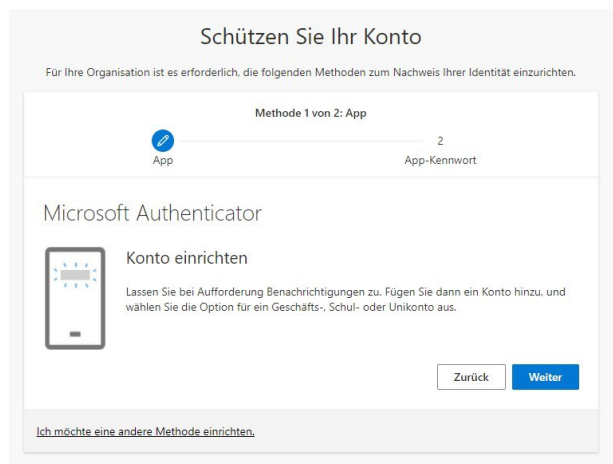 Schützen Sie Ihr Konto
Für Ihre Organisation ist es erforderlich, die folgenden Methoden zum Nachweis Ihrer Identität einzurichten.
Methode 1 von 2: App
App
2
App-Kennwort
Microsoft Authenticator
Konto einrichten
Lassen Sie bei Aufforderung Benachrichtigungen zu. Fügen Sie dann ein Konto hinzu, und
wählen Sie die Option für ein Geschäfts-, Schul- oder Unikonto aus.
Zurück
Weiter
Ich möchte eine andere Methode einrichten.